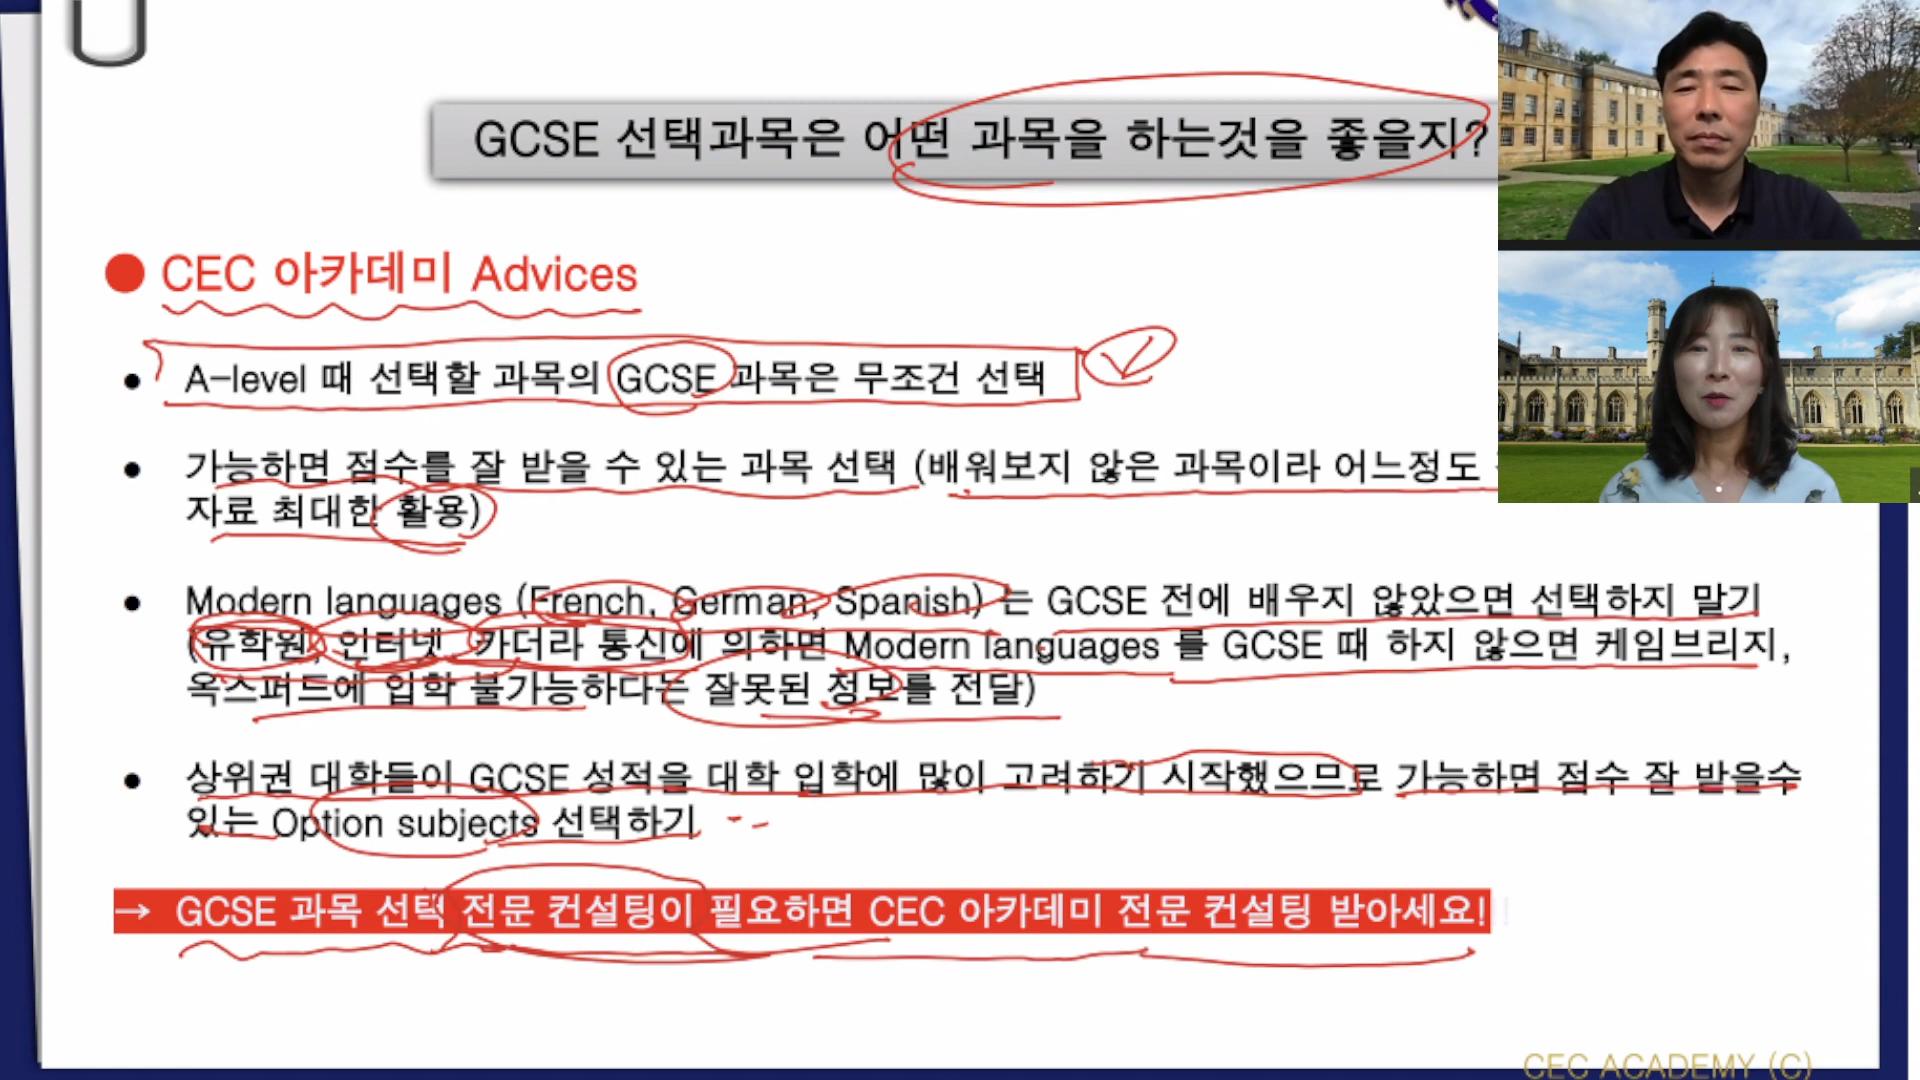 GCSE 선택과목은 어떤 과목을 하는것을 좋을지?
CEC 아카데미 Advices
A-level 때 선택할 과목의 GCSE 과목은 무조건 선택
가능하면 점수를 잘 받을 수 있는 과목 선택 (배워보지 않은 과목이라 어느정도
자료 최대한 활용)
Modern languages (French, German, Spanish) 는 GCSE 전에 배우지 않았으면 선택하지 말기
(유학원, 인터넷, 카더라 통신에 의하면 Modern languages 를 GCSE 때 하지 않으면 케임브리지,
옥스퍼드에 입학 불가능하다는 잘못된 정보를 전달)
상위권 대학들이 GCSE 성적을 대학 입학에 많이 고려하기 시작했으므로 가능하면 점수 잘 받을수
있는 Option subjects 선택하기
→ GCSE 과목 선택 전문 컨설팅이 필요하면 CEC 아카데미 전문 컨설팅 받아세요!
CEC ACADEMY (C)